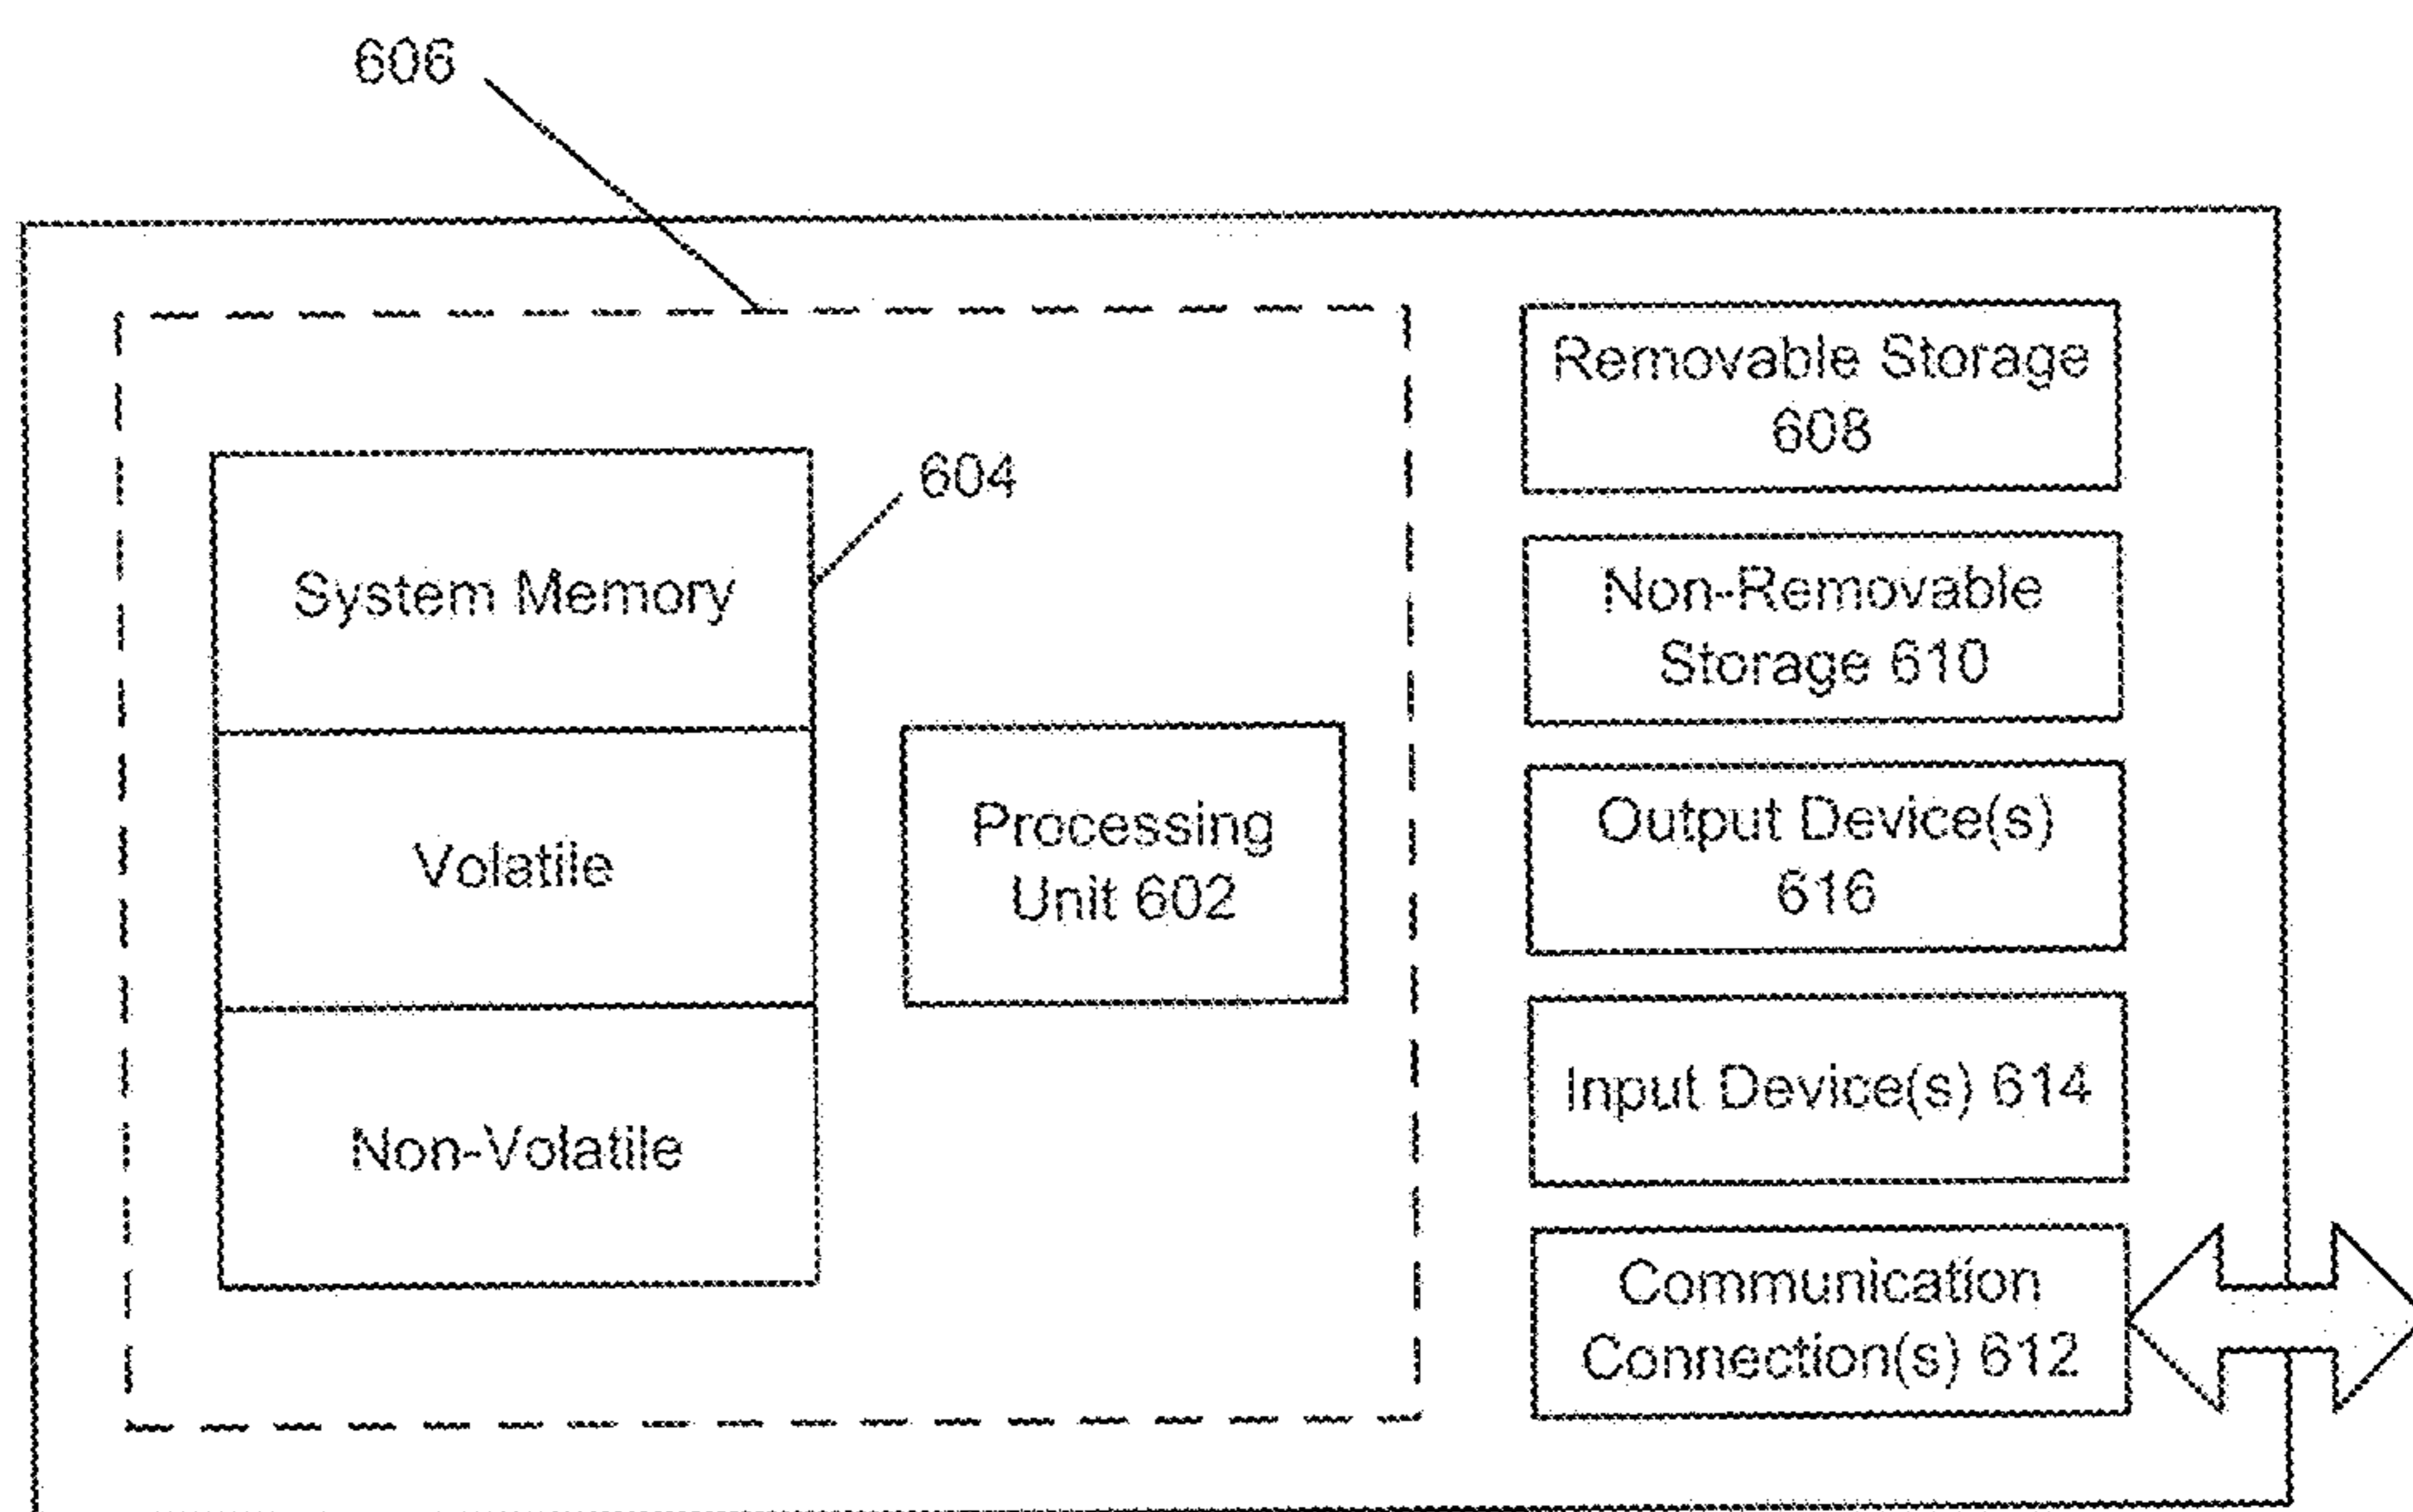 606
604
System Memory
Volatile
Non-Volatile
Processing
Unit 602
Removable Storage
608
Non-Removable
Storage 610
Output Device(s)
616
Input Device(s) 614
Communication
Connection(s) 612